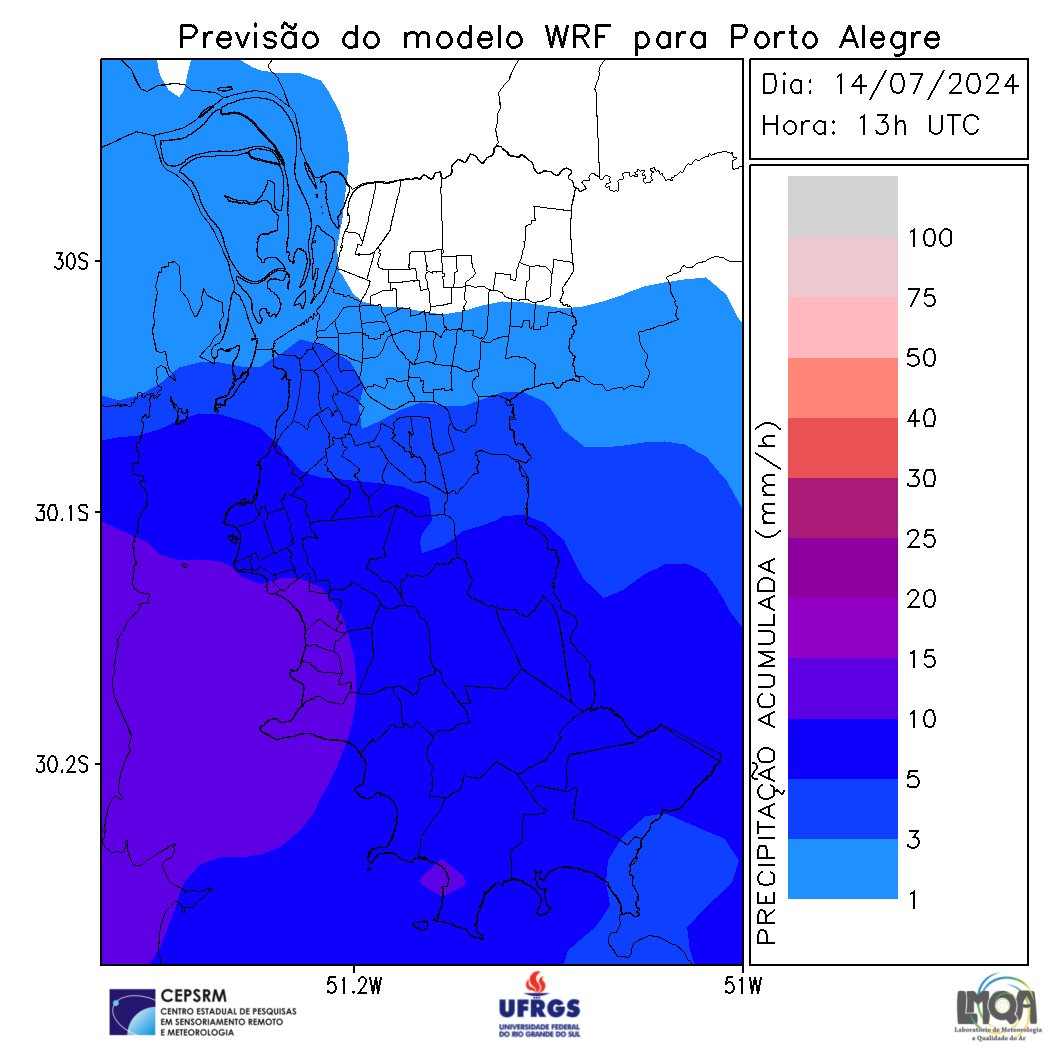 Previsão do modelo WRF para Porto Alegre
Dia: 14/07/2024
Hora: 13h UTC
30S
30.1S
30.2S
51.2W
51W
PRECIPITAÇÃO ACUMULADA (mm/h)
100
75
50
40
30
25
20
15
10
5
3
1
CEPSRM
CENTRO ESTADUAL DE PESQUISAS
EM SENSORIAMENTO REMOTO
E METEOROLOGIA
UFRGS
UNIVERSIDADE FEDERAL
DO RIO GRANDE DO SUL
LMQA
Laboratório de Meteorologia
e Qualidade do Ar